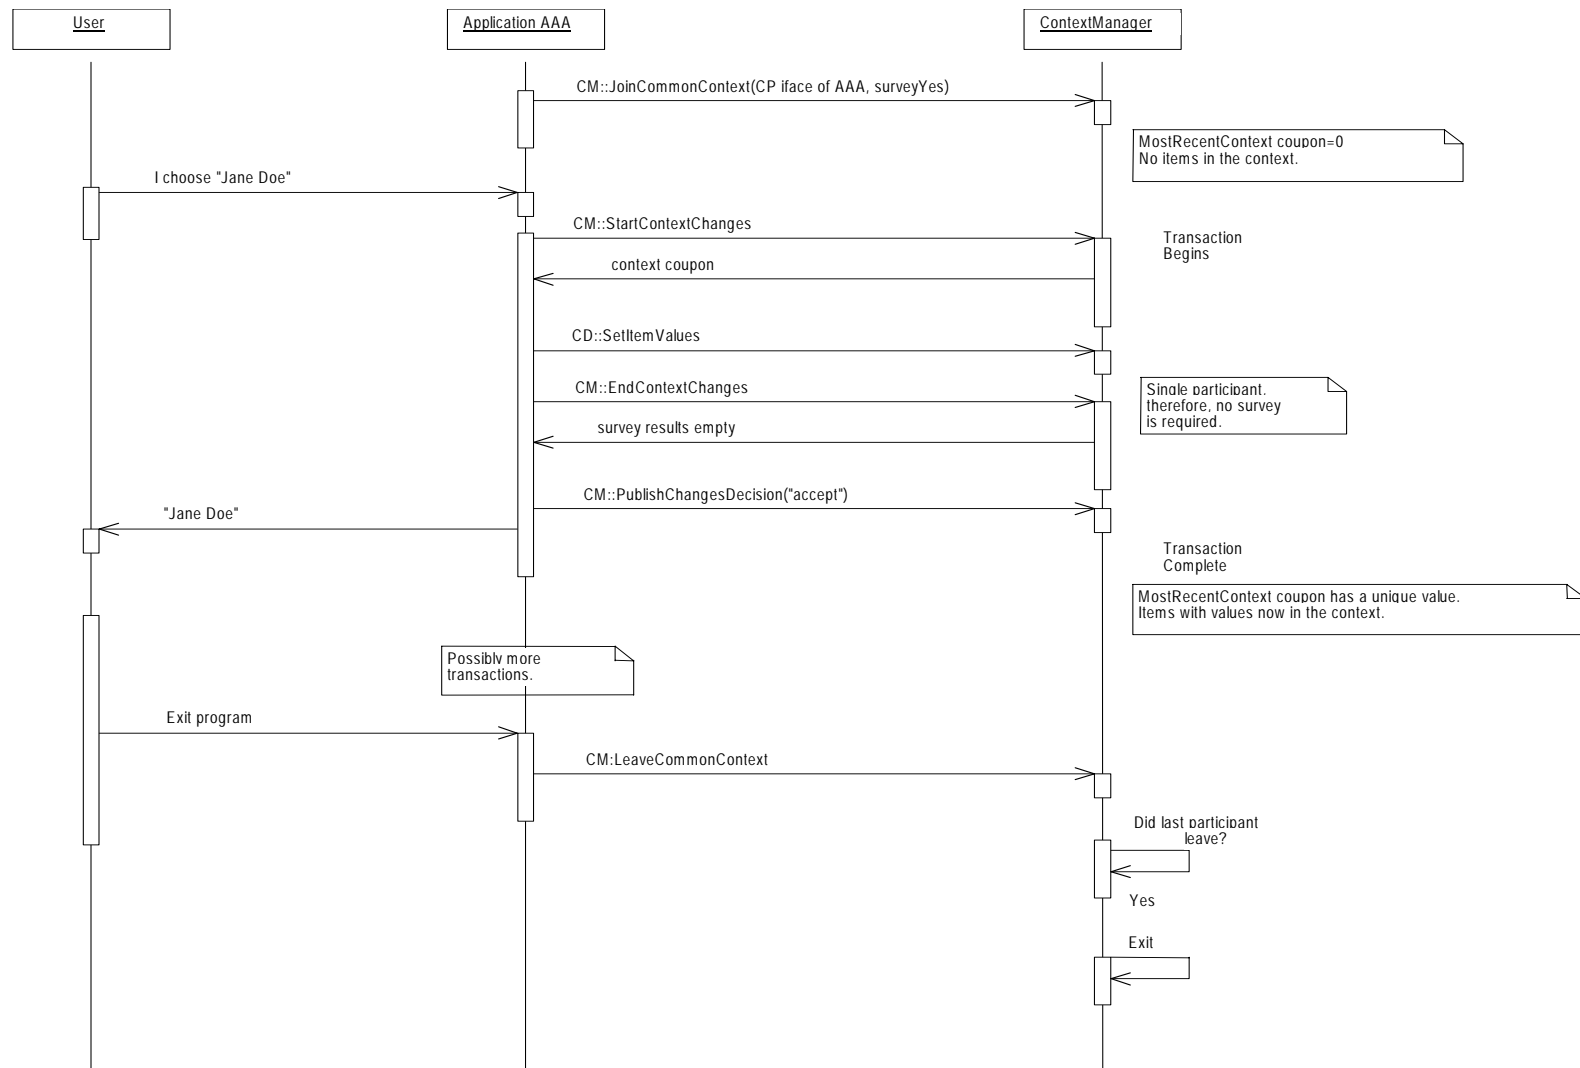 User
Application AAA
ContextManager
CM::JoinCommonContext(CP iface of AAA, surveyYes)
MostRecentContext coupon=0
No items in the context.
I choose "Jane Doe"
CM::StartContextChanges
Transaction
Begins
context coupon
CD::SetItemValues
CM::EndContextChanges
Single participant,
therefore, no survey
is required.
survey results empty
CM::PublishChangesDecision("accept")
"Jane Doe"
Transaction
Complete
MostRecentContext coupon has a unique value.
Items with values now in the context.
Possibly more
transactions.
Exit program
CM:LeaveCommonContext
Did last participant
leave?
Yes
Exit